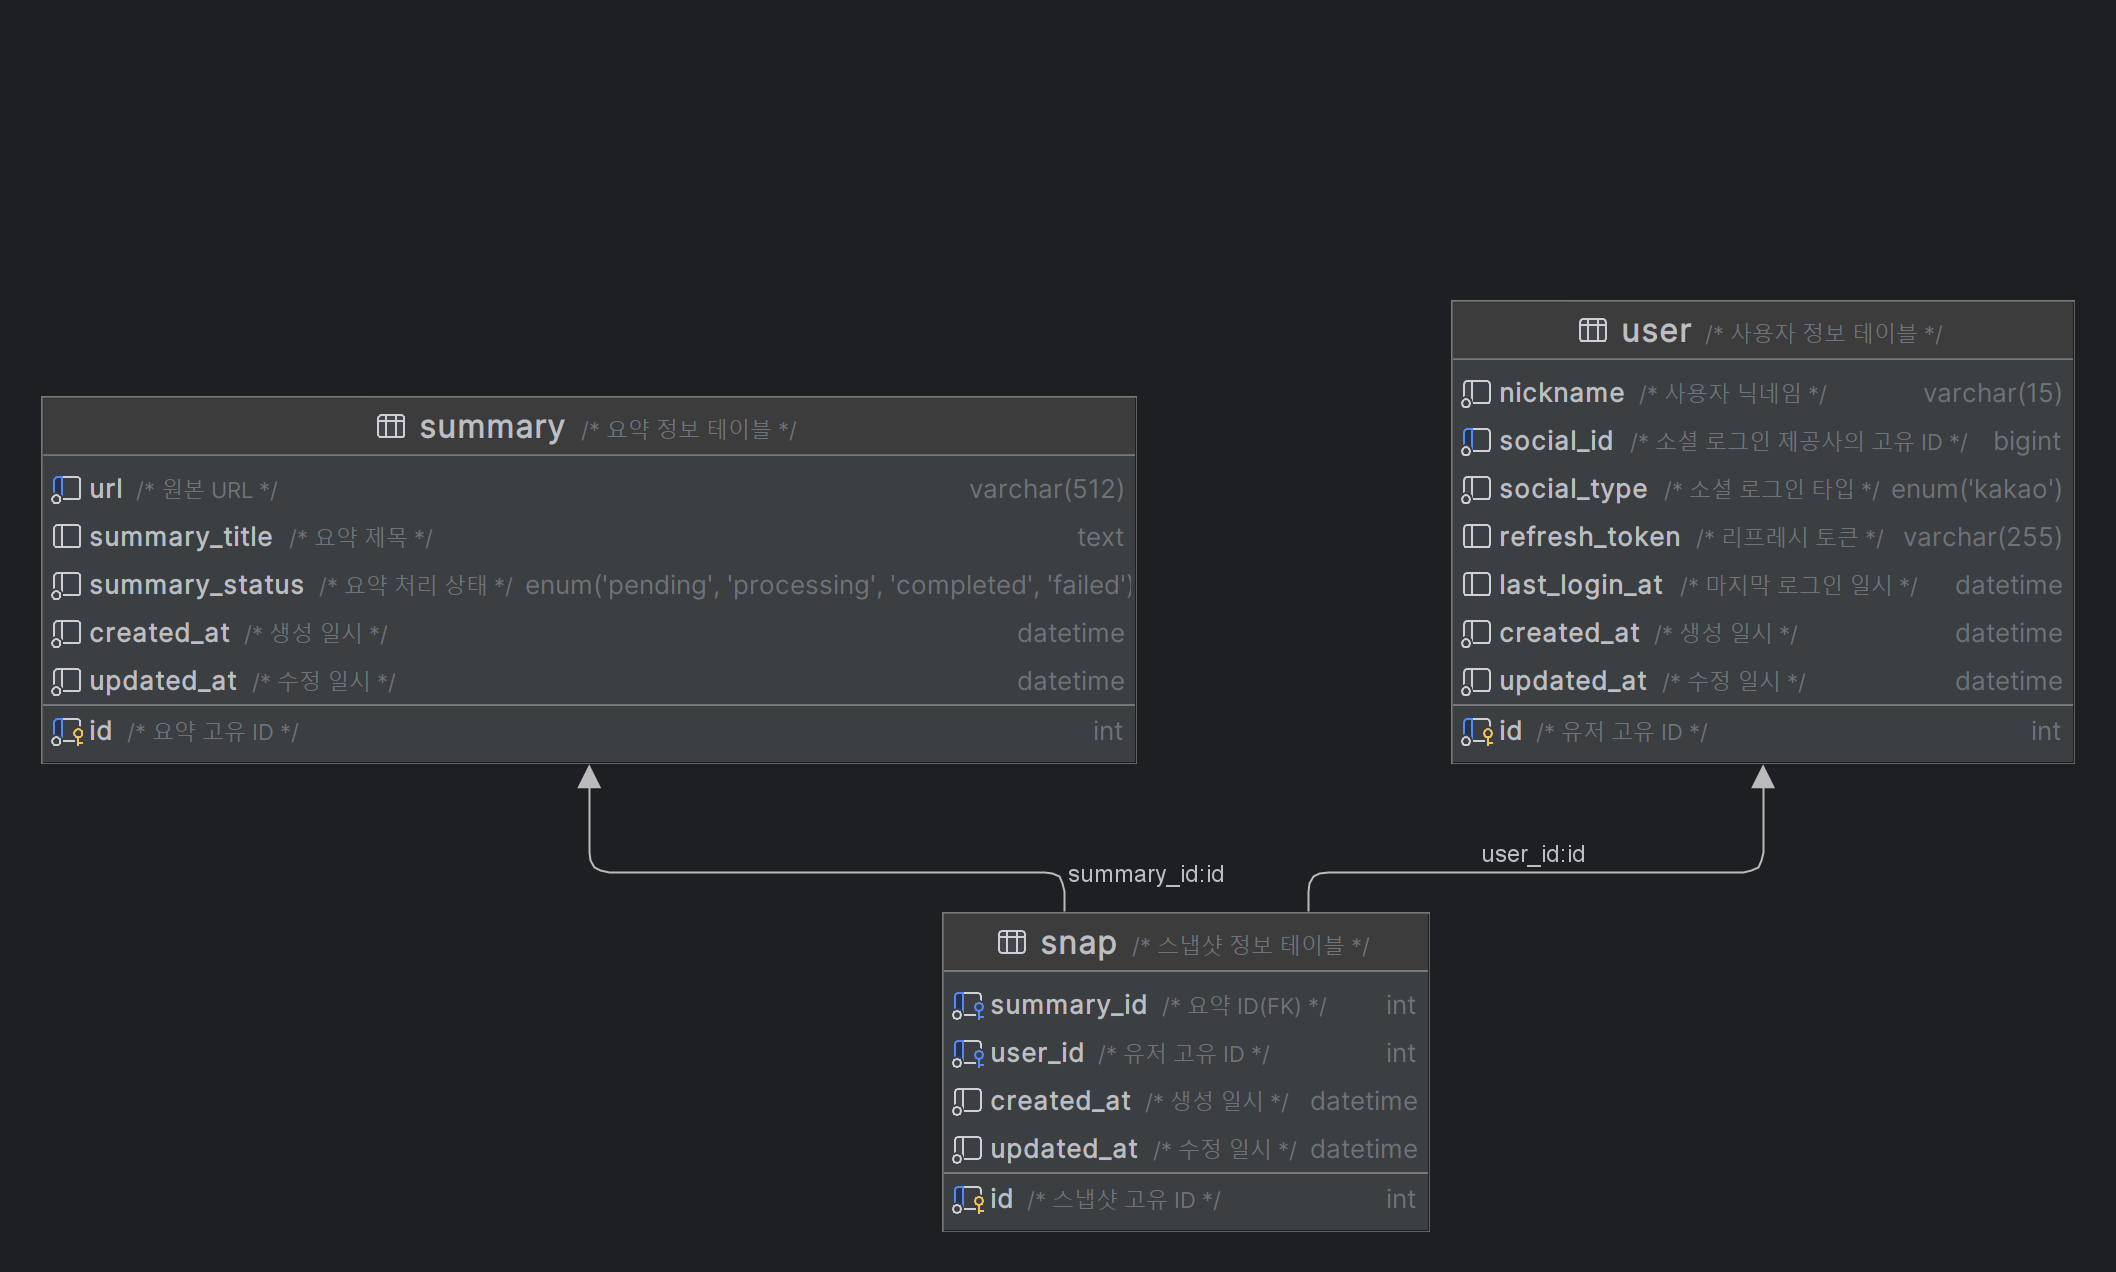 summary /* 요약 정보 테이블 */
url /* 원본 URL */ varchar(512)
summary_title /* 요약 제목 */ text
summary_status /* 요약 처리 상태 */ enum('pending', 'processing', 'completed', 'failed')
created_at /* 생성 일시 */ datetime
updated_at /* 수정 일시 */ datetime
id /* 요약 고유 ID */ int
user /* 사용자 정보 테이블 */
nickname /* 사용자 닉네임 */ varchar(15)
social_id /* 소셜 로그인 제공사의 고유 ID */ bigint
social_type /* 소셜 로그인 타입 */ enum('kakao')
refresh_token /* 리프레시 토큰 */ varchar(255)
last_login_at /* 마지막 로그인 일시 */ datetime
created_at /* 생성 일시 */ datetime
updated_at /* 수정 일시 */ datetime
id /* 유저 고유 ID */ int
summary_id:id
user_id:id
snap /* 스냅샷 정보 테이블 */
summary_id /* 요약 ID(FK) */ int
user_id /* 유저 고유 ID */ int
created_at /* 생성 일시 */ datetime
updated_at /* 수정 일시 */ datetime
id /* 스냅샷 고유 ID */ int